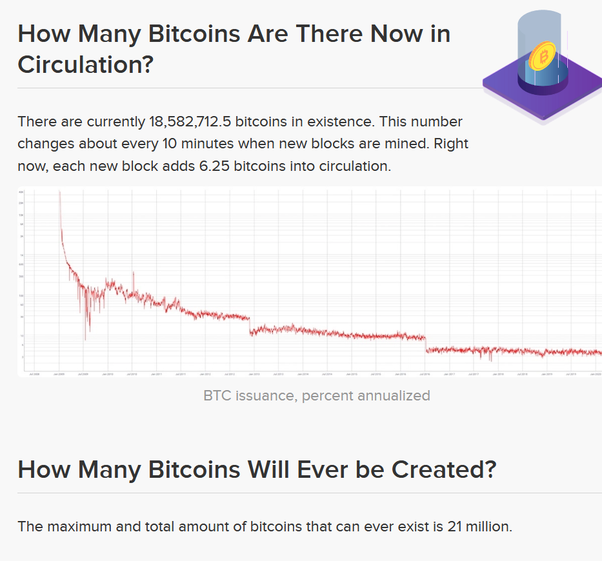 How Many Bitcoins Are There Now in
Circulation?
There are currently 18,582,712.5 bitcoins in existence. This number
changes about every 10 minutes when new blocks are mined. Right
now, each new block adds 6.25 bitcoins into circulation.
BTC issuance, percent annualized
How Many Bitcoins Will Ever be Created?
The maximum and total amount of bitcoins that can ever exist is 21 million.